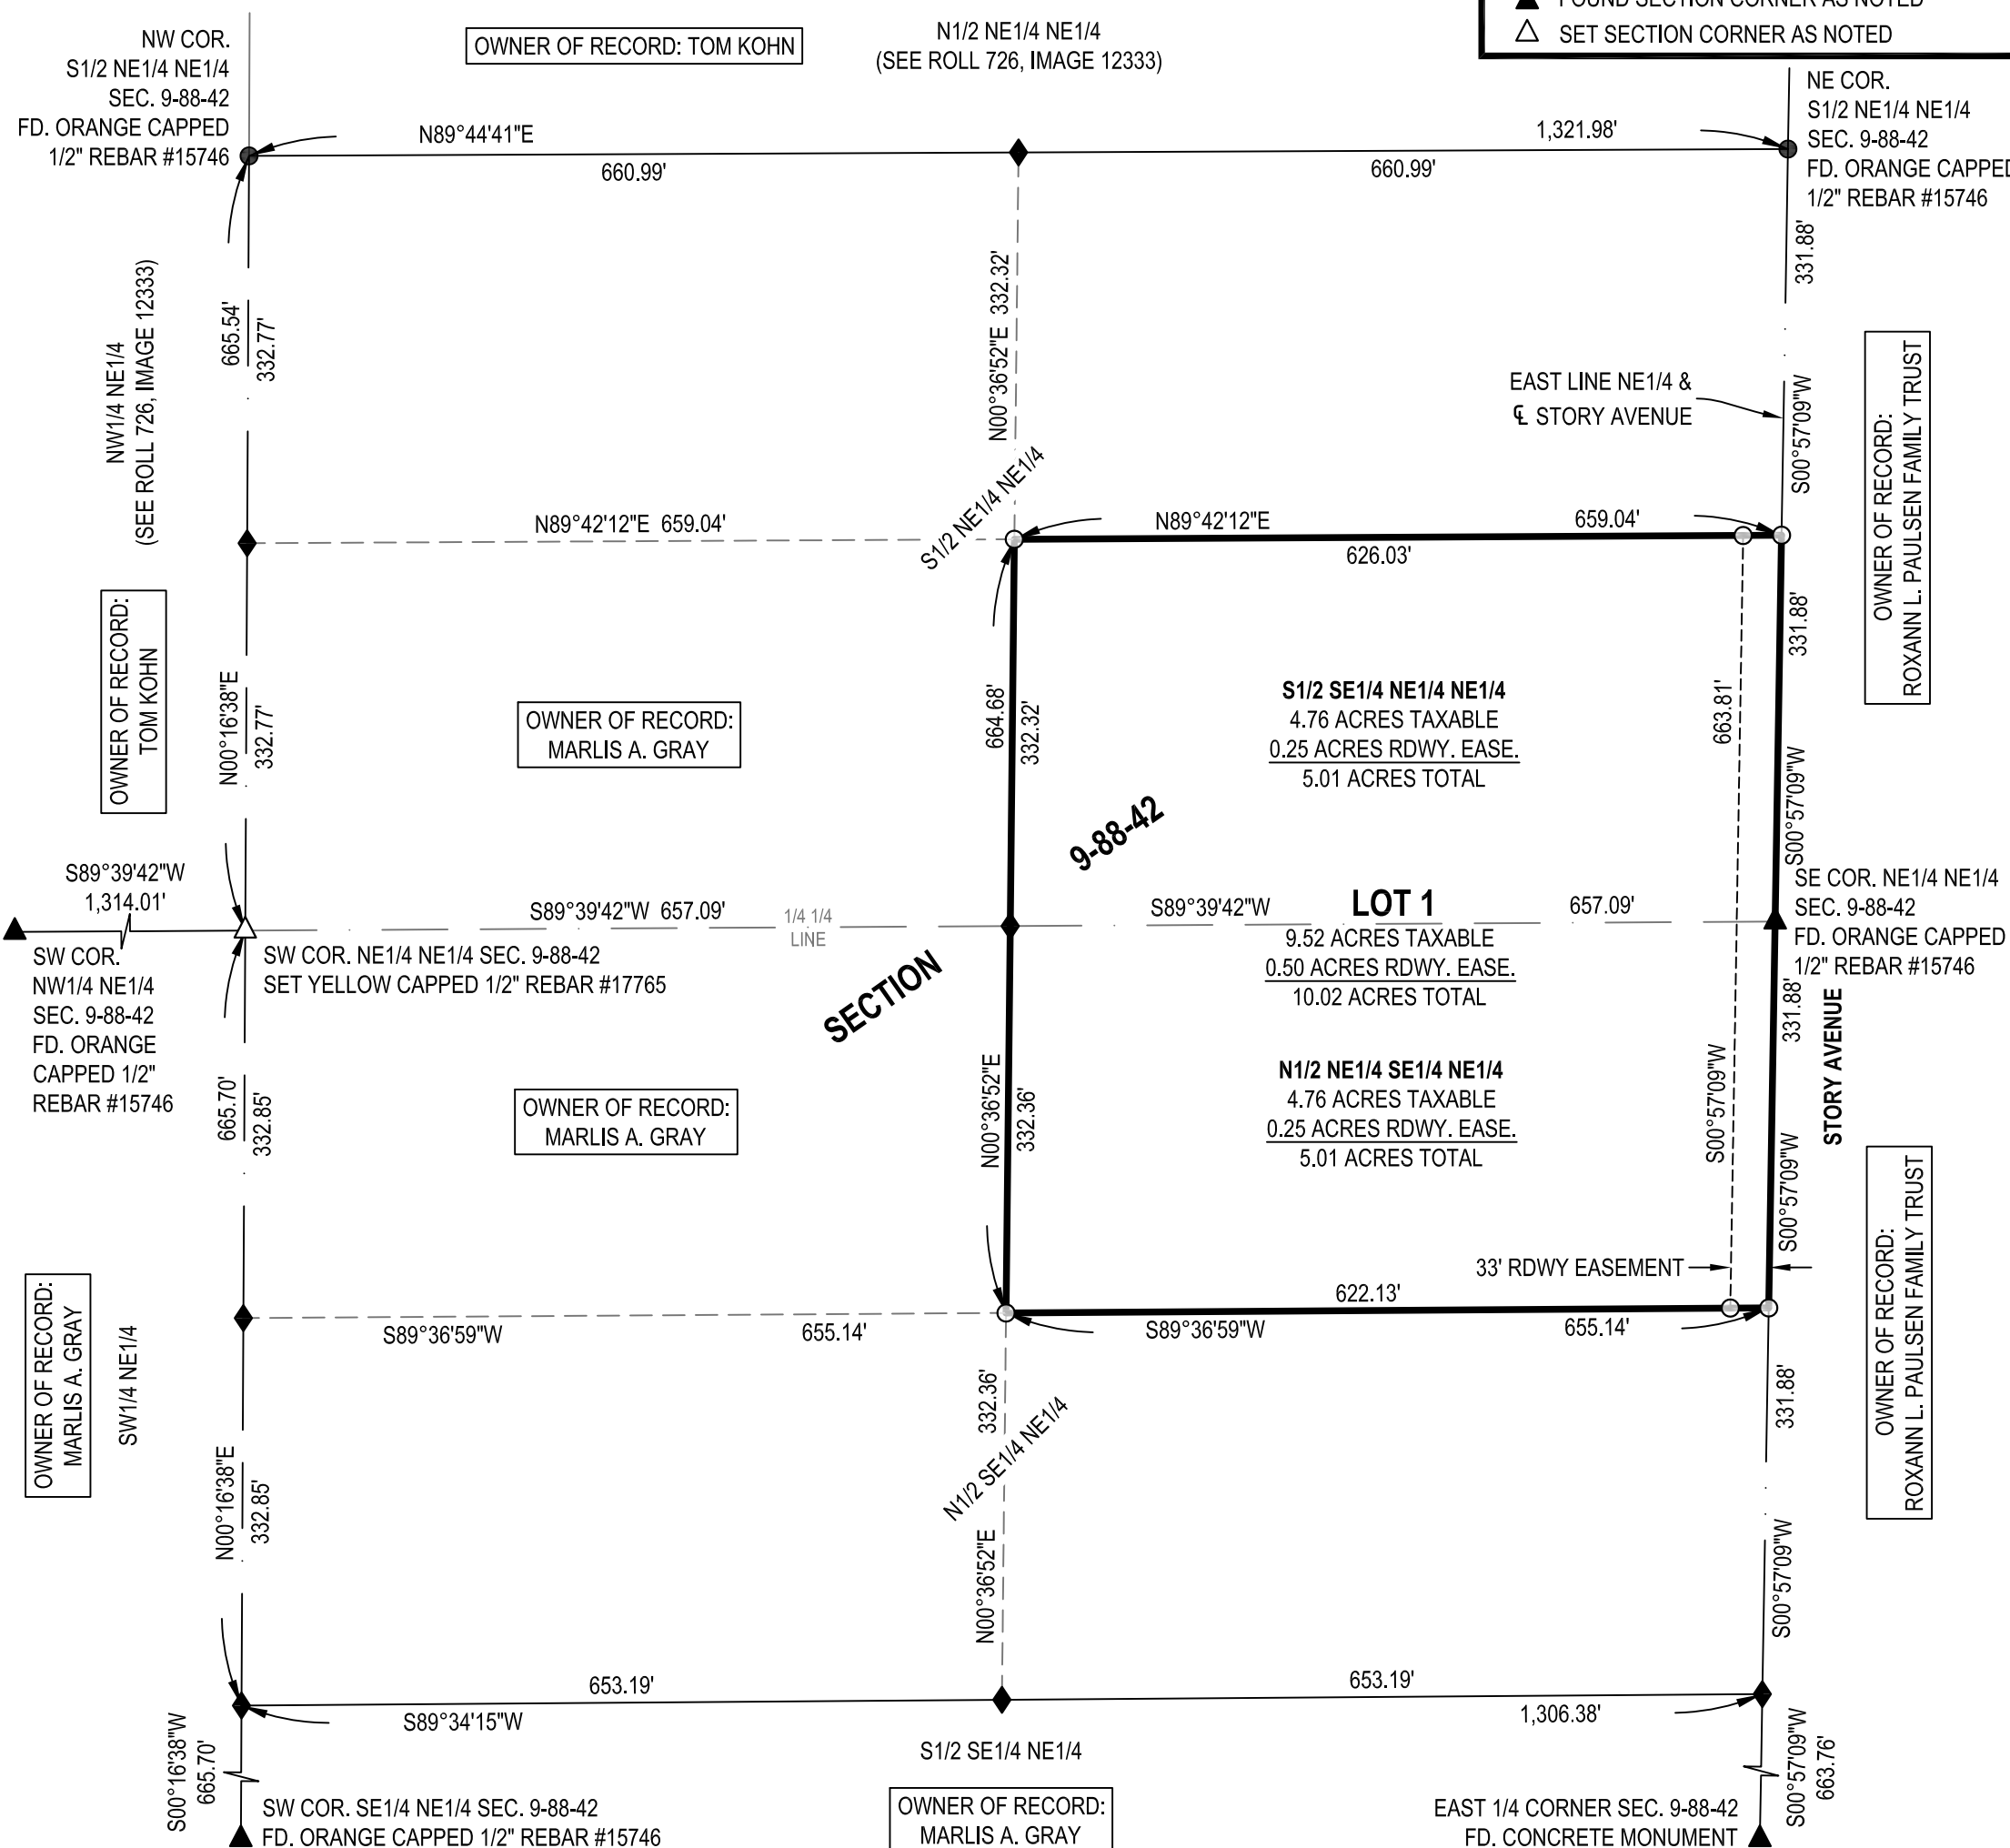 FOUND SECTION CORNER AS NOTED
SET SECTION CORNER AS NOTED
NW COR.
S1/2 NE1/4 NE1/4
SEC. 9-88-42
FD. ORANGE CAPPED
1/2" REBAR #15746
OWNER OF RECORD: TOM KOHN
N1/2 NE1/4 NE1/4
(SEE ROLL 726, IMAGE 12333)
NE COR.
S1/2 NE1/4 NE1/4
SEC. 9-88-42
FD. ORANGE CAPPED
1/2" REBAR #15746
N89°44'41"E
1,321.98'
660.99'
660.99'
NW1/4 NE1/4
(SEE ROLL 726, IMAGE 12333)
665.54'
332.77'
N00°36'52"E 332.32'
331.88'
EAST LINE NE1/4 &
℄ STORY AVENUE
S00°57'09"W
OWNER OF RECORD:
ROXANN L. PAULSEN FAMILY TRUST
S1/2 NE1/4 NE1/4
N89°42'12"E 659.04'
N89°42'12"E
659.04'
626.03'
OWNER OF RECORD:
TOM KOHN
N00°16'38"E
332.77'
OWNER OF RECORD:
MARLIS A. GRAY
664.68'
332.32'
S1/2 SE1/4 NE1/4 NE1/4
4.76 ACRES TAXABLE
0.25 ACRES RDWY. EASE.
5.01 ACRES TOTAL
663.81'
331.88'
S00°57'09"W
9-88-42
SECTION
S89°39'42"W
1,314.01'
SW COR.
NW1/4 NE1/4
SEC. 9-88-42
FD. ORANGE
CAPPED 1/2"
REBAR #15746
S89°39'42"W 657.09'
1/4 1/4
LINE
SW COR. NE1/4 NE1/4 SEC. 9-88-42
SET YELLOW CAPPED 1/2" REBAR #17765
S89°39'42"W
LOT 1
657.09'
9.52 ACRES TAXABLE
0.50 ACRES RDWY. EASE.
10.02 ACRES TOTAL
SE COR. NE1/4 NE1/4
SEC. 9-88-42
FD. ORANGE CAPPED
1/2" REBAR #15746
331.88'
STORY AVENUE
665.70'
332.85'
OWNER OF RECORD:
MARLIS A. GRAY
N00°36'52"E
332.36'
N1/2 NE1/4 SE1/4 NE1/4
4.76 ACRES TAXABLE
0.25 ACRES RDWY. EASE.
5.01 ACRES TOTAL
S00°57'09"W
S00°57'09"W
33' RDWY EASEMENT
622.13'
S89°36'59"W
655.14'
S89°36'59"W
655.14'
OWNER OF RECORD:
MARLIS A. GRAY
SW1/4 NE1/4
N00°16'38"E
332.85'
332.36'
N1/2 SE1/4 NE1/4
N00°36'52"E
331.88'
S00°57'09"W
OWNER OF RECORD:
ROXANN L. PAULSEN FAMILY TRUST
653.19'
653.19'
S89°34'15"W
1,306.38'
S1/2 SE1/4 NE1/4
S00°16'38"W
665.70'
SW COR. SE1/4 NE1/4 SEC. 9-88-42
FD. ORANGE CAPPED 1/2" REBAR #15746
OWNER OF RECORD:
MARLIS A. GRAY
EAST 1/4 CORNER SEC. 9-88-42
FD. CONCRETE MONUMENT
S00°57'09"W
663.76'